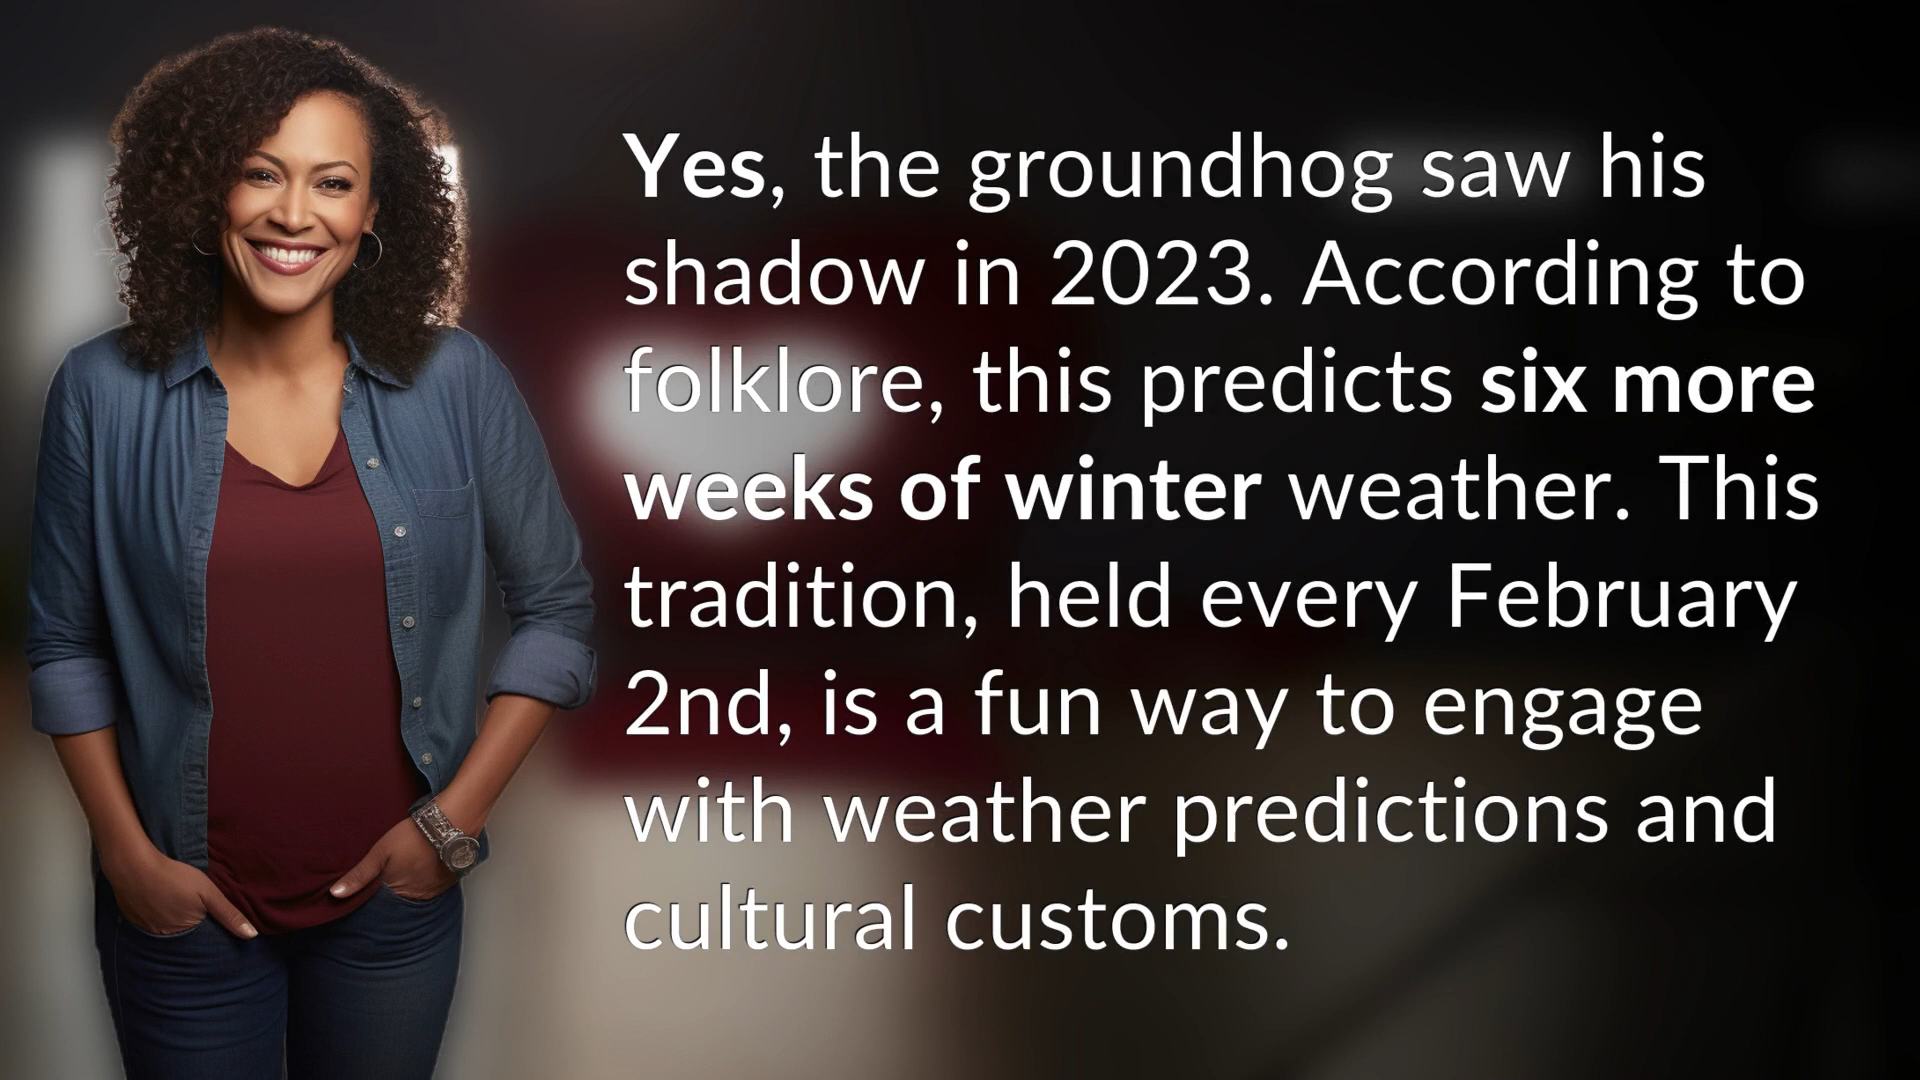 Yes, the groundhog saw his
shadow in 2023. According to
folklore, this predicts six more
weeks of winter weather. This
tradition, held every February
2nd, is a fun way to engage
with weather predictions and
cultural customs.